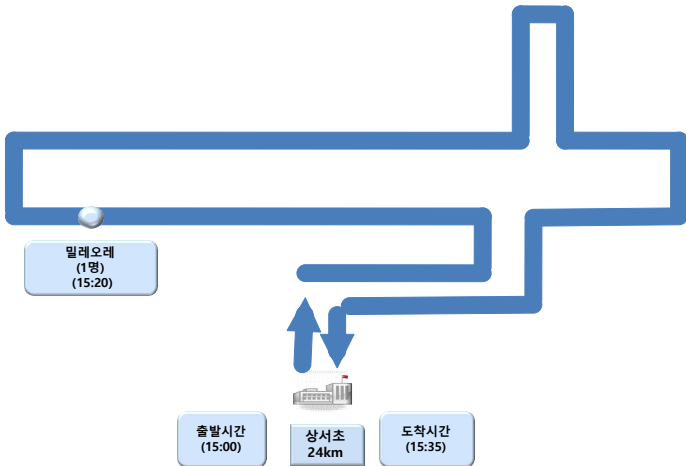 밀레오레
(1명)
(15:20)
출발시간
(15:00)
상서초
24km
도착시간
(15:35)